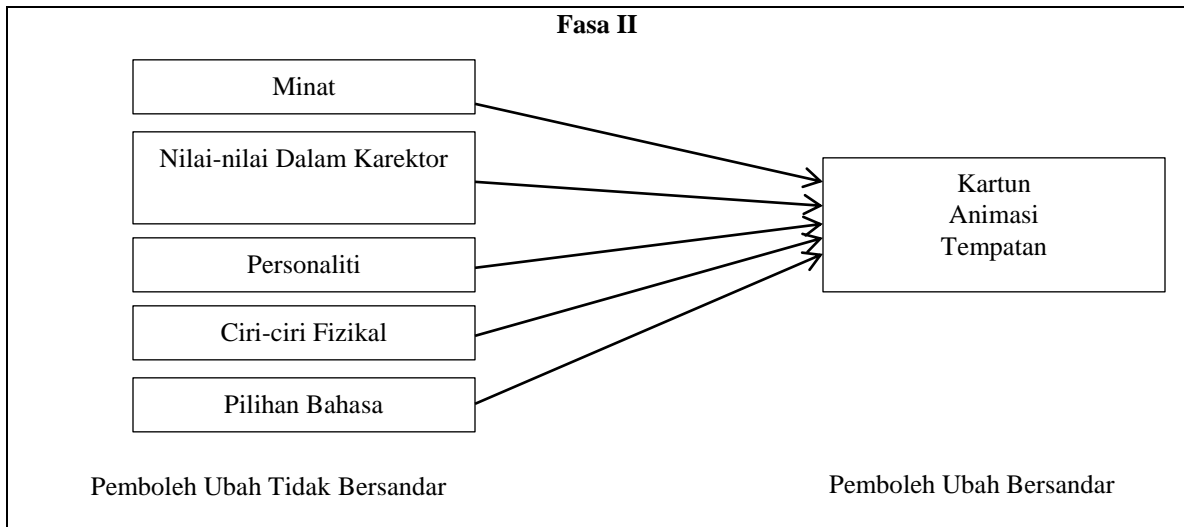 Fasa II
Minat
Nilai-nilai Dalam Karektor
Personaliti
Ciri-ciri Fizikal
Pilihan Bahasa
Kartun
Animasi
Tempatan
Pemboleh Ubah Tidak Bersandar
Pemboleh Ubah Bersandar